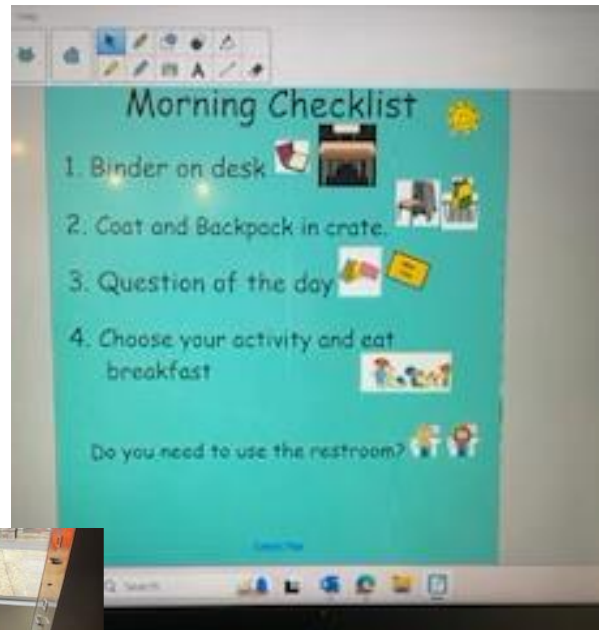 Morning Checklist
1. Binder on desk
2. Coat and Backpack in crate.
3. Question of the day
4. Choose your activity and eat
breakfast
Do you need to use the restroom?
Search